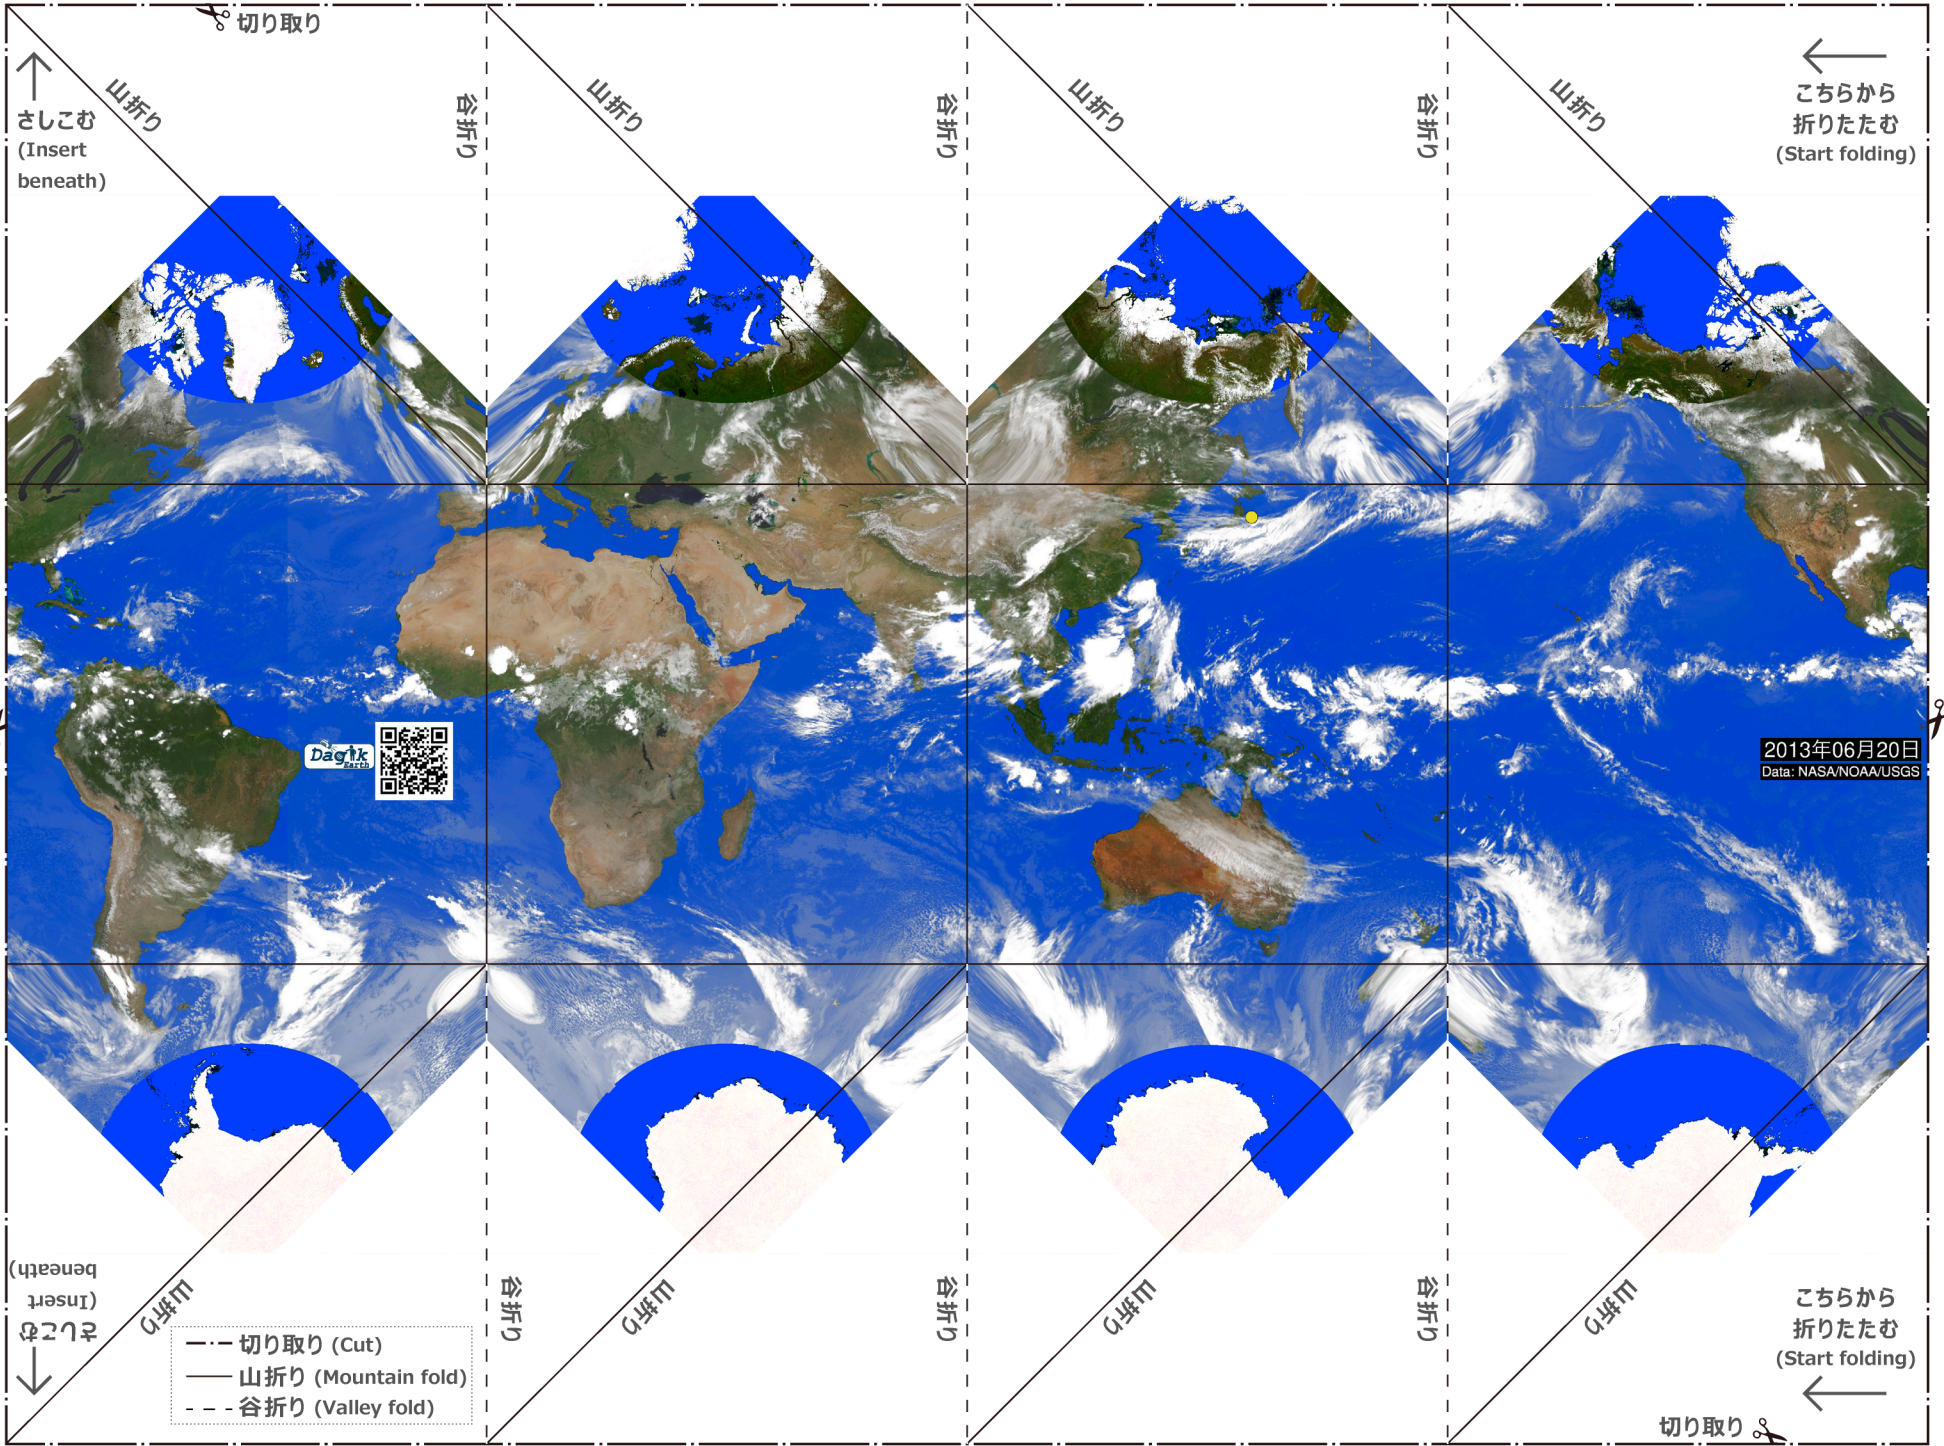 切り取り
山折り
谷折り
山折り
谷折り
山折り
谷折り
山折り
さしこむ
(Insert
beneath)
こちらから
折りたたむ
(Start folding)
Dagik
Earth
2013年06月20日
Data: NASA/NOAA/USGS
さしこむ
(Insert
beneath)
山折り
谷折り
山折り
谷折り
山折り
谷折り
山折り
こちらから
折りたたむ
(Start folding)
切り取り (Cut)
山折り (Mountain fold)
谷折り (Valley fold)
切り取り